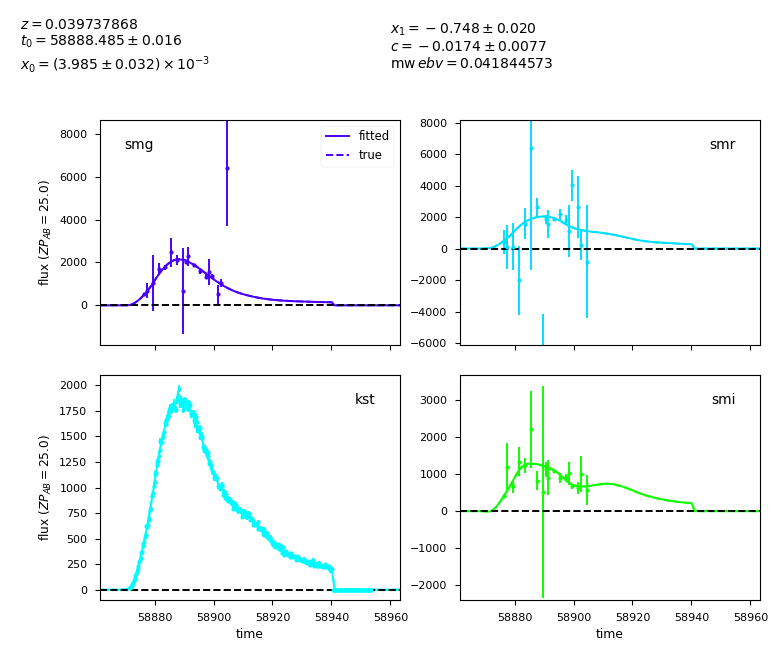 z = 0.039737868
t₀ = 58888.485 ± 0.016
x₀ = (3.985 ± 0.032) × 10⁻³
x₁ = −0.748 ± 0.020
c = −0.0174 ± 0.0077
mw ebv = 0.041844573
smg
fitted
true
8000
6000
4000
2000
0
flux (ZP_AB = 25.0)
smr
8000
6000
4000
2000
0
−2000
−4000
−6000
kst
2000
1750
1500
1250
1000
750
500
250
0
flux (ZP_AB = 25.0)
58880 58900 58920 58940 58960
time
smi
3000
2000
1000
0
−1000
−2000
58880 58900 58920 58940 58960
time